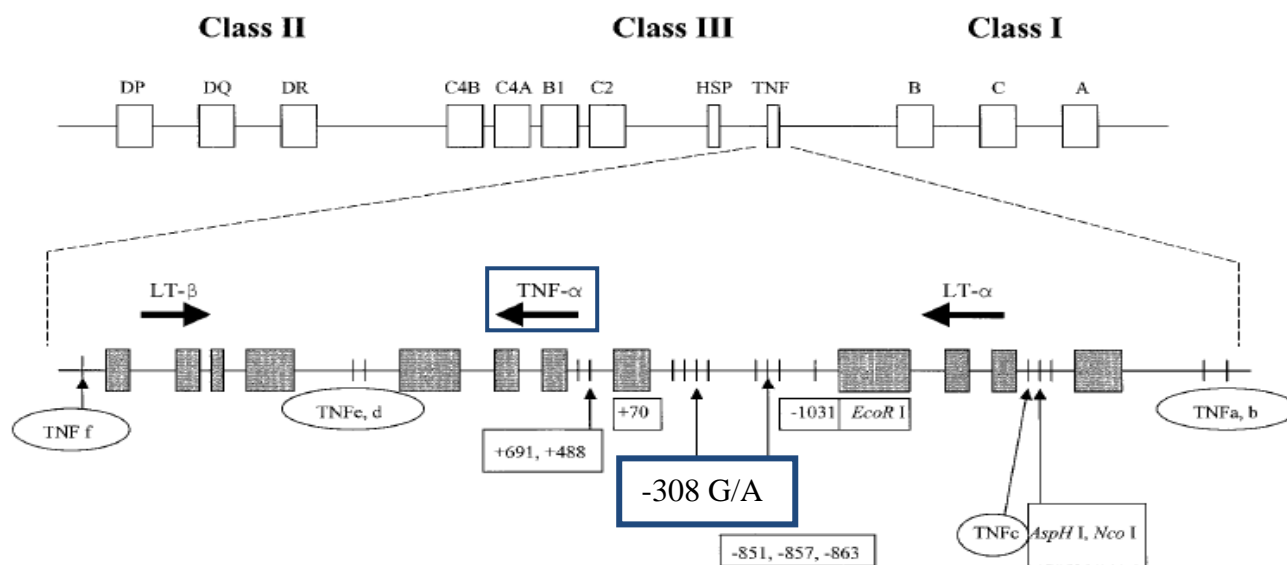 Class II Class III Class I
DP DQ DR C4B C4A B1 C2 HSP TNF B C A
LT-β TNF-α LT-α
TNF f
TNFe, d
+691, +488
+70
-308 G/A
-1031 EcoR I
-851, -857, -863
TNFc
AspH I, Nco I
TNFa, b